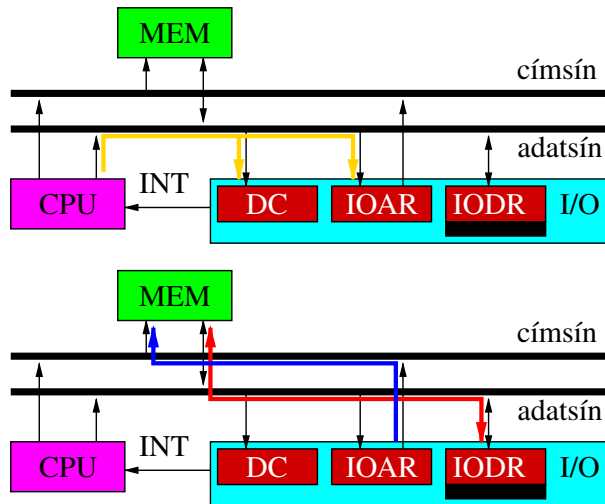 MEM
címsín
adatsín
INT
CPU
DC
IOAR
IODR
I/O
MEM
címsín
adatsín
INT
CPU
DC
IOAR
IODR
I/O